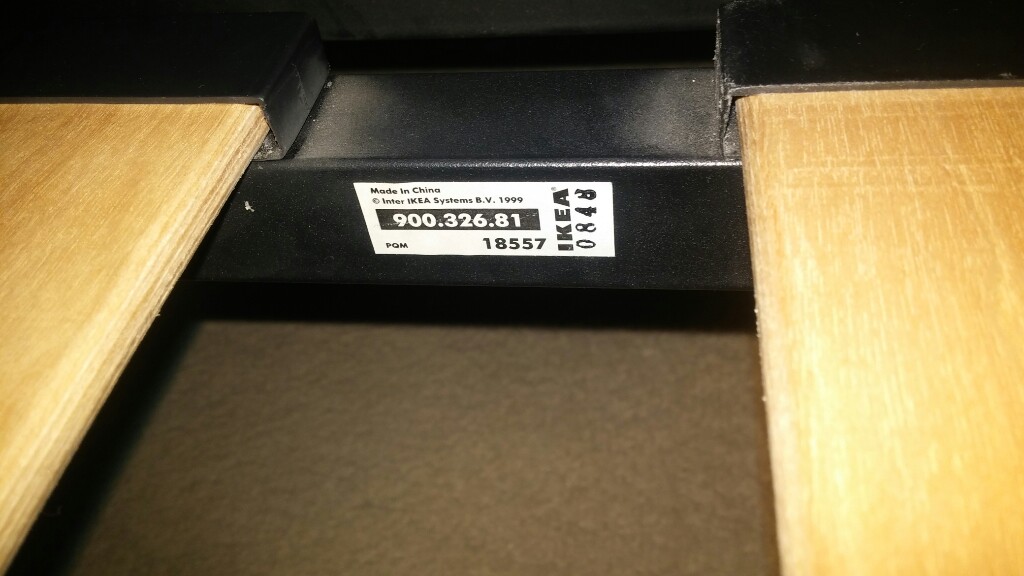 Made in China
© Inter IKEA Systems B.V. 1999
900.326.81
PQM 18557
IKEA®
0848